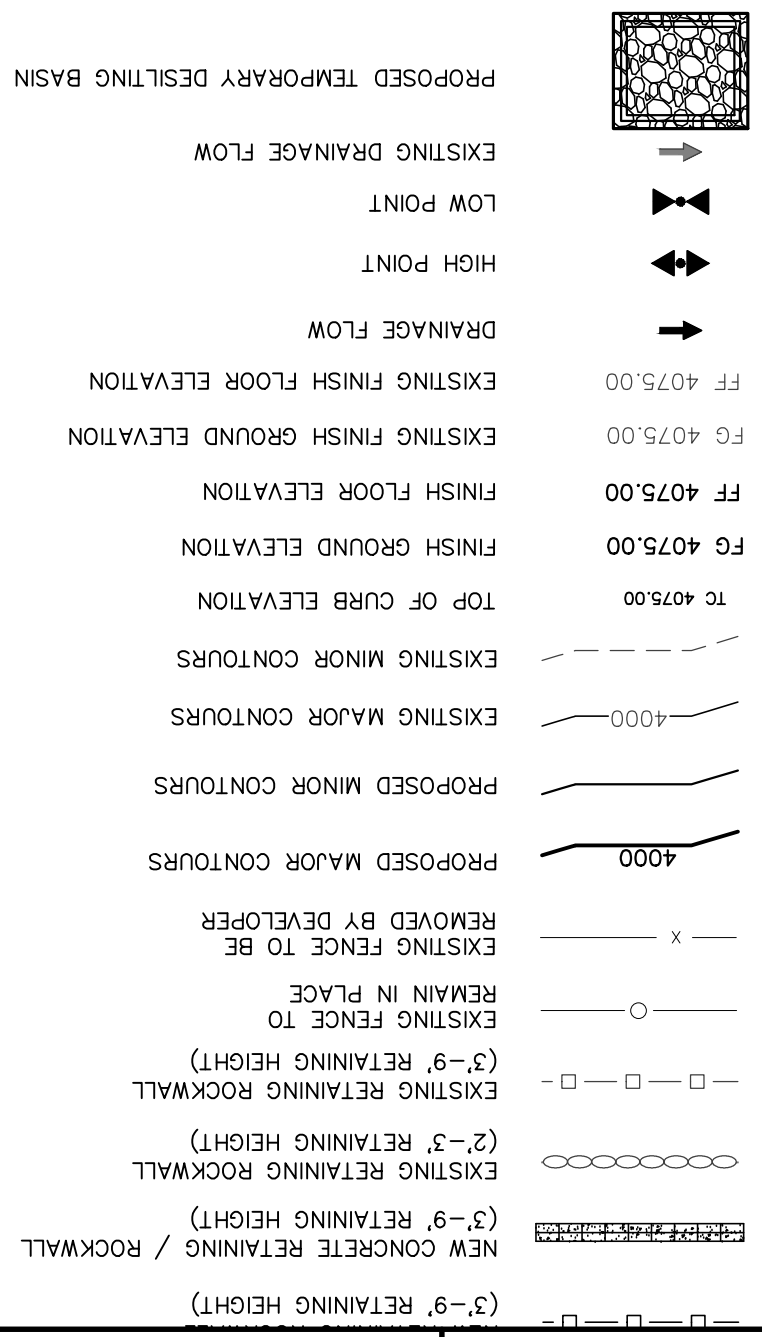 (3'-9' RETAINING HEIGHT)
NEW CONCRETE RETAINING / ROCKWALL
(3'-9' RETAINING HEIGHT)
EXISTING RETAINING ROCKWALL
(2'-3' RETAINING HEIGHT)
EXISTING RETAINING ROCKWALL
(3'-9' RETAINING HEIGHT)
EXISTING FENCE TO
REMAIN IN PLACE
X EXISTING FENCE TO BE
REMOVED BY DEVELOPER
4000 PROPOSED MAJOR CONTOURS
PROPOSED MINOR CONTOURS
4000 EXISTING MAJOR CONTOURS
EXISTING MINOR CONTOURS
TC 4075.00 TOP OF CURB ELEVATION
FG 4075.00 FINISH GROUND ELEVATION
FF 4075.00 FINISH FLOOR ELEVATION
FG 4075.00 EXISTING FINISH GROUND ELEVATION
FF 4075.00 EXISTING FINISH FLOOR ELEVATION
DRAINAGE FLOW
HIGH POINT
LOW POINT
EXISTING DRAINAGE FLOW
PROPOSED TEMPORARY DESILTING BASIN